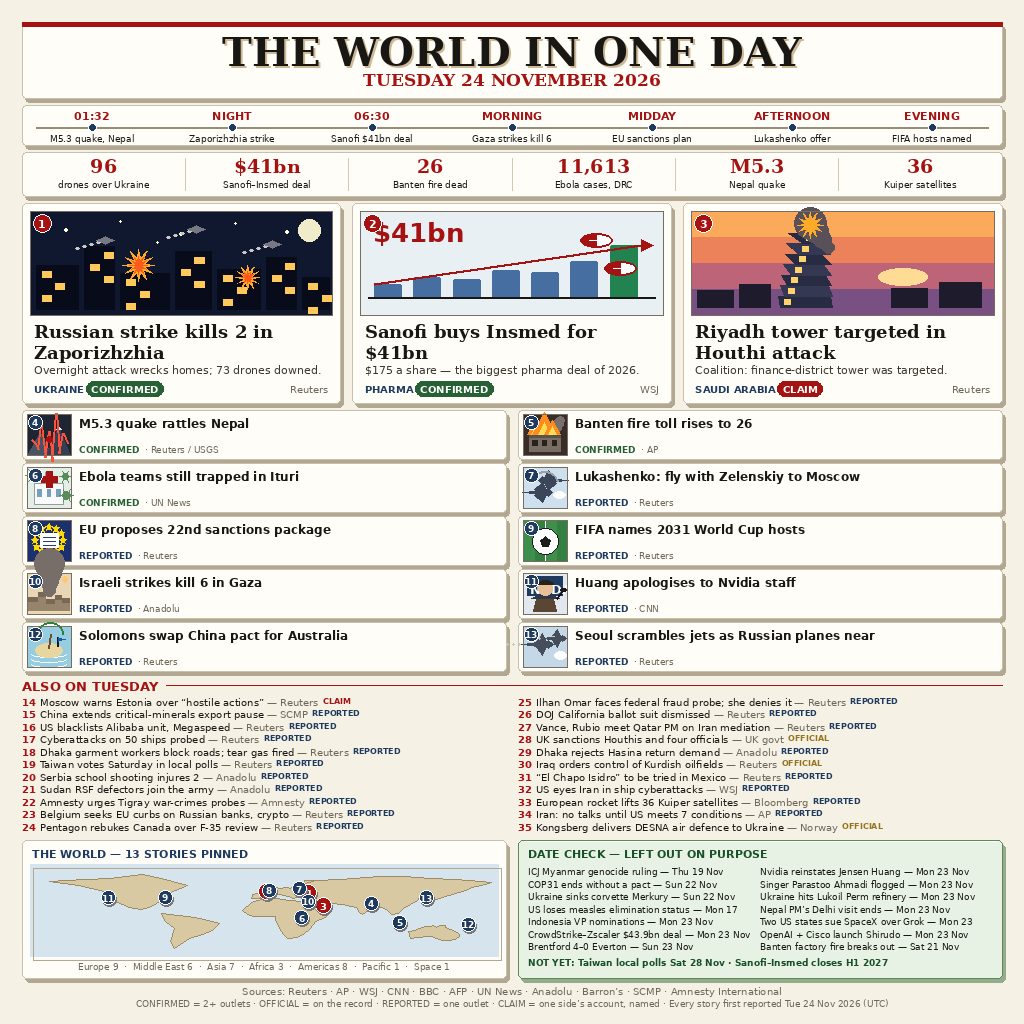 THE WORLD IN ONE DAY
TUESDAY 24 NOVEMBER 2026
01:32
M5.3 quake, Nepal
NIGHT
Zaporizhzhia strike
06:30
Sanofi $41bn deal
MORNING
Gaza strikes kill 6
MIDDAY
EU sanctions plan
AFTERNOON
Lukashenko offer
EVENING
FIFA hosts named
96
drones over Ukraine
$41bn
Sanofi–Insmed deal
26
Banten fire dead
11,613
Ebola cases, DRC
M5.3
Nepal quake
36
Kuiper satellites
1
Russian strike kills 2 in
Zaporizhzhia
Overnight attack wrecks homes; 73 drones downed.
UKRAINE CONFIRMED Reuters
2
$41bn
Sanofi buys Insmed for
$41bn
$175 a share — the biggest pharma deal of 2026.
PHARMA CONFIRMED WSJ
3
Riyadh tower targeted in
Houthi attack
Coalition: finance-district tower was targeted.
SAUDI ARABIA CLAIM Reuters
4
M5.3 quake rattles Nepal
CONFIRMED · Reuters / USGS
5
Banten fire toll rises to 26
CONFIRMED · AP
6
Ebola teams still trapped in Ituri
CONFIRMED · UN News
7
Lukashenko: fly with Zelenskiy to Moscow
REPORTED · Reuters
8
EU proposes 22nd sanctions package
REPORTED · Reuters
9
FIFA names 2031 World Cup hosts
REPORTED · Reuters
10
Israeli strikes kill 6 in Gaza
REPORTED · Anadolu
11
Huang apologises to Nvidia staff
REPORTED · CNN
12
Solomons swap China pact for Australia
REPORTED · Reuters
13
Seoul scrambles jets as Russian planes near
REPORTED · Reuters
ALSO ON TUESDAY
14 Moscow warns Estonia over “hostile actions” — Reuters CLAIM
15 China extends critical-minerals export pause — SCMP REPORTED
16 US blacklists Alibaba unit, Megaspeed — Reuters REPORTED
17 Cyberattacks on 50 ships probed — Reuters REPORTED
18 Dhaka garment workers block roads; tear gas fired — Reuters REPORTED
19 Taiwan votes Saturday in local polls — Reuters REPORTED
20 Serbia school shooting injures 2 — Anadolu REPORTED
21 Sudan RSF defectors join the army — Anadolu REPORTED
22 Amnesty urges Tigray war-crimes probes — Amnesty REPORTED
23 Belgium seeks EU curbs on Russian banks, crypto — Reuters REPORTED
24 Pentagon rebukes Canada over F-35 review — Reuters REPORTED
25 Ilhan Omar faces federal fraud probe; she denies it — Reuters REPORTED
26 DOJ California ballot suit dismissed — Reuters REPORTED
27 Vance, Rubio meet Qatar PM on Iran mediation — Reuters REPORTED
28 UK sanctions Houthis and four officials — UK govt OFFICIAL
29 Dhaka rejects Hasina return demand — Anadolu REPORTED
30 Iraq orders control of Kurdish oilfields — Reuters OFFICIAL
31 “El Chapo Isidro” to be tried in Mexico — Reuters REPORTED
32 US eyes Iran in ship cyberattacks — WSJ REPORTED
33 European rocket lifts 36 Kuiper satellites — Bloomberg REPORTED
34 Iran: no talks until US meets 7 conditions — AP REPORTED
35 Kongsberg delivers DESNA air defence to Ukraine — Norway OFFICIAL
THE WORLD — 13 STORIES PINNED
11
9
8
7
10
3
6
4
5
13
12
Europe 9 · Middle East 6 · Asia 7 · Africa 3 · Americas 8 · Pacific 1 · Space 1
DATE CHECK — LEFT OUT ON PURPOSE
ICJ Myanmar genocide ruling — Thu 19 Nov
COP31 ends without a pact — Sun 22 Nov
Ukraine sinks corvette Merkury — Sun 22 Nov
US loses measles elimination status — Mon 17
Indonesia VP nominations — Mon 23 Nov
CrowdStrike–Zscaler $43.9bn deal — Mon 23 Nov
Brentford 4–0 Everton — Sun 23 Nov
Nvidia reinstates Jensen Huang — Mon 23 Nov
Singer Parastoo Ahmadi flogged — Mon 23 Nov
Ukraine hits Lukoil Perm refinery — Mon 23 Nov
Nepal PM’s Delhi visit ends — Mon 23 Nov
Two US states sue SpaceX over Grok — Mon 23
OpenAI + Cisco launch Shirudo — Mon 23 Nov
Banten factory fire breaks out — Sat 21 Nov
NOT YET: Taiwan local polls Sat 28 Nov · Sanofi–Insmed closes H1 2027
Sources: Reuters · AP · WSJ · CNN · BBC · AFP · UN News · Anadolu · Barron’s · SCMP · Amnesty International
CONFIRMED = 2+ outlets · OFFICIAL = on the record · REPORTED = one outlet · CLAIM = one side’s account, named · Every story first reported Tue 24 Nov 2026 (UTC)